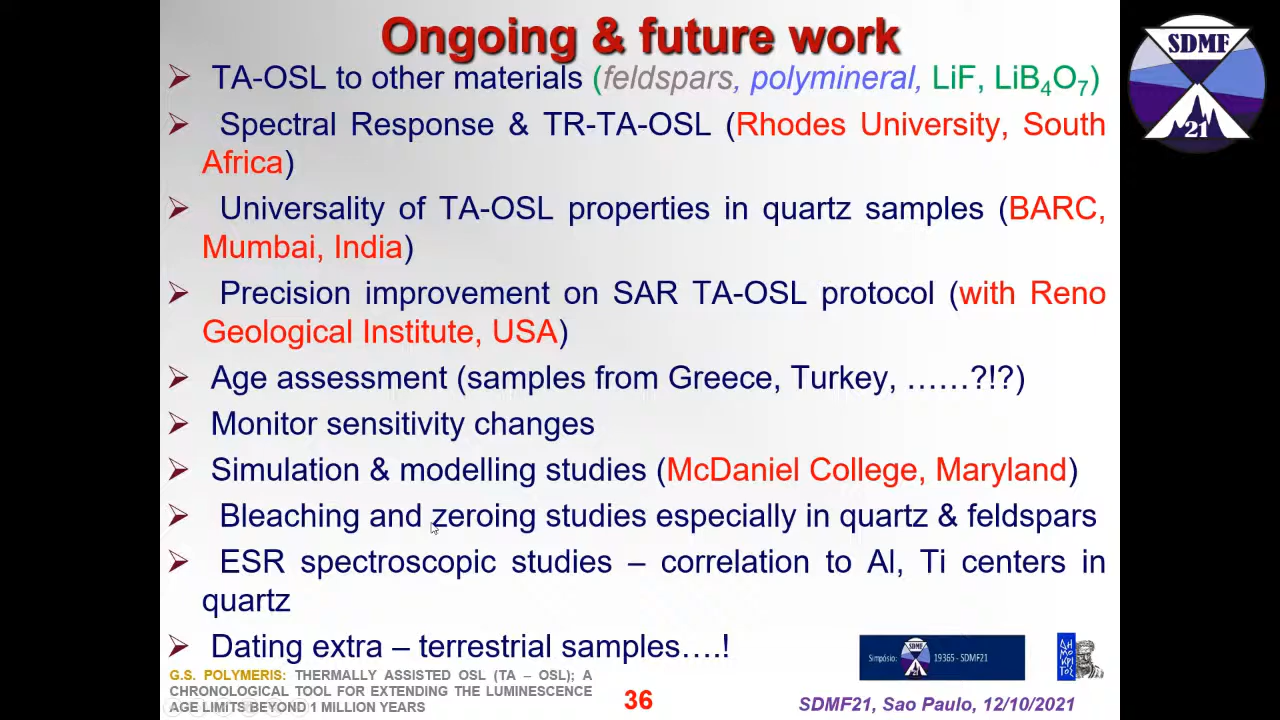 Ongoing & future work
SDMF
21
➢ TA-OSL to other materials (feldspars, polymineral, LiF, LiB₄O₇)
➢ Spectral Response & TR-TA-OSL (Rhodes University, South
Africa)
➢ Universality of TA-OSL properties in quartz samples (BARC,
Mumbai, India)
➢ Precision improvement on SAR TA-OSL protocol (with Reno
Geological Institute, USA)
➢ Age assessment (samples from Greece, Turkey, ……?!?)
➢ Monitor sensitivity changes
➢ Simulation & modelling studies (McDaniel College, Maryland)
➢ Bleaching and zeroing studies especially in quartz & feldspars
➢ ESR spectroscopic studies – correlation to Al, Ti centers in
quartz
➢ Dating extra – terrestrial samples….!
G.S. POLYMERIS: THERMALLY ASSISTED OSL (TA – OSL); A
CHRONOLOGICAL TOOL FOR EXTENDING THE LUMINESCENCE
AGE LIMITS BEYOND 1 MILLION YEARS
36
Simpósio: 19365 - SDMF21
SDMF21, Sao Paulo, 12/10/2021